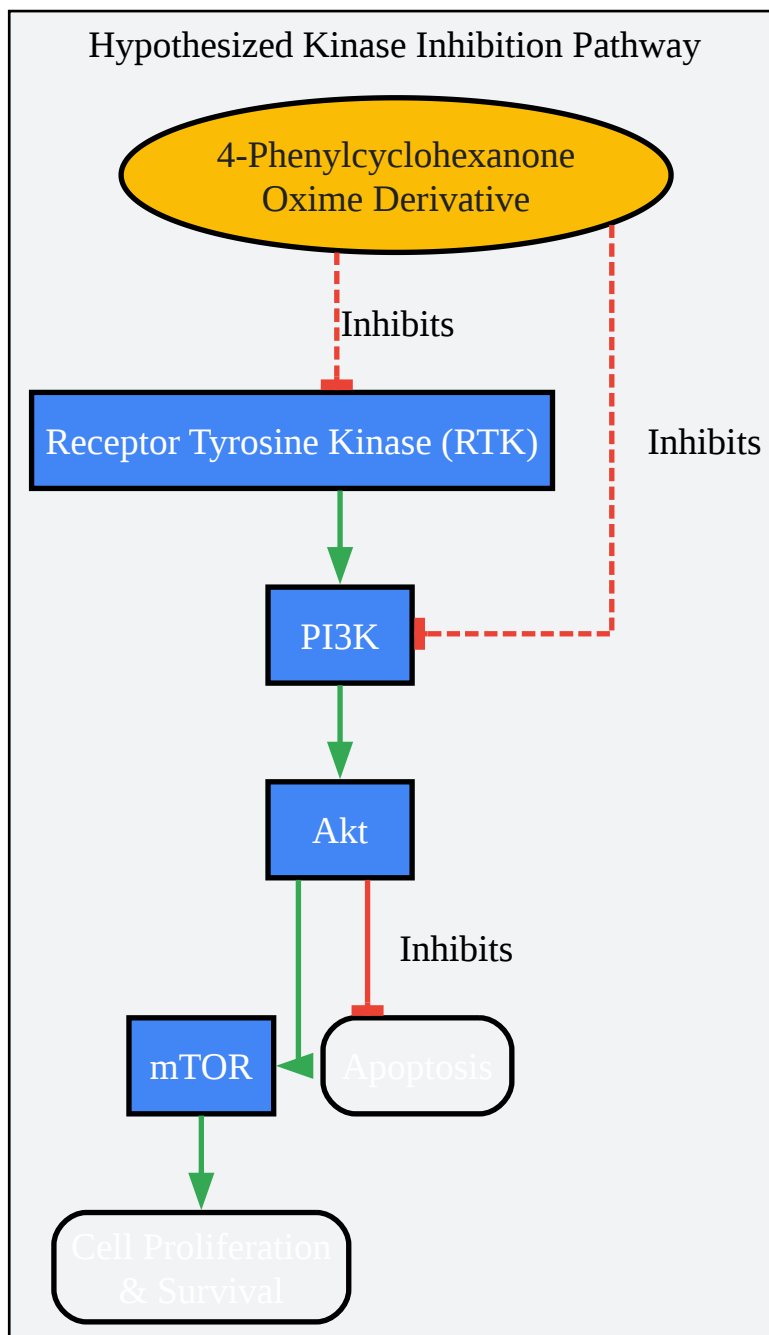 Hypothesized Kinase Inhibition Pathway
4-Phenylcyclohexanone
Oxime Derivative
Inhibits
Receptor Tyrosine Kinase (RTK)
Inhibits
PI3K
Akt
Inhibits
mTOR
Apoptosis
Cell Proliferation
& Survival